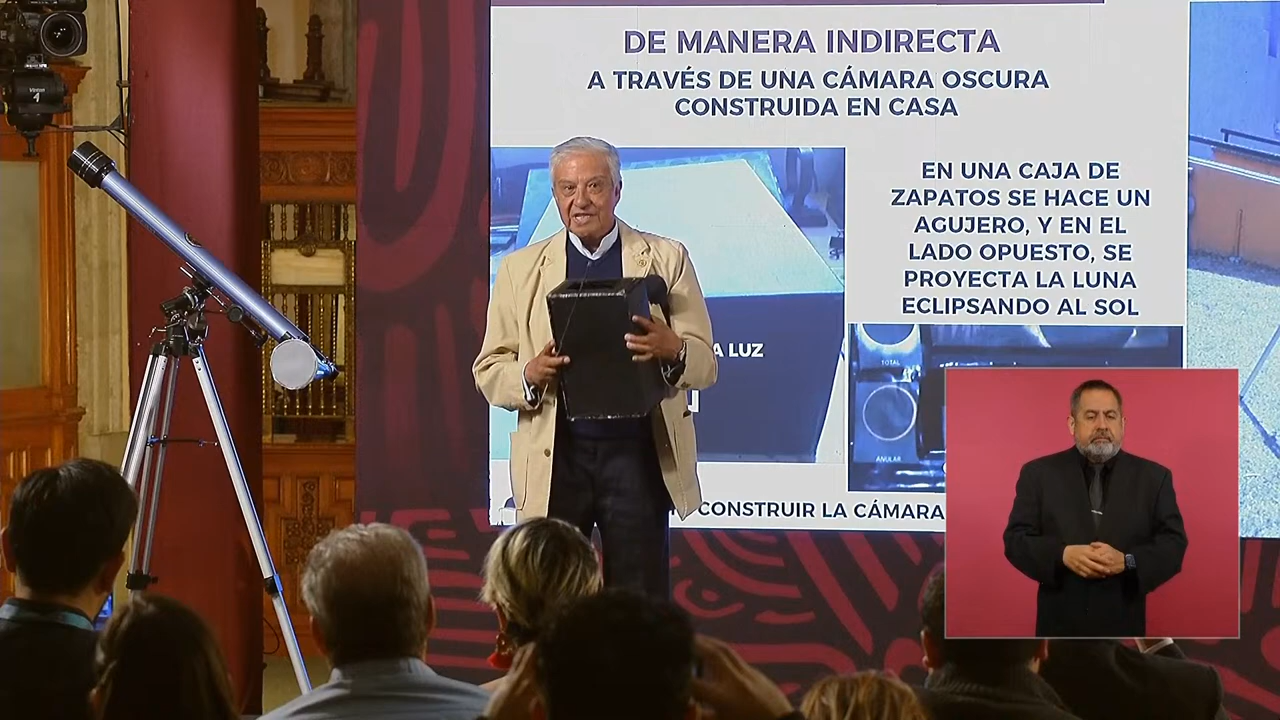 DE MANERA INDIRECTA
A TRAVÉS DE UNA CÁMARA OSCURA
CONSTRUIDA EN CASA
EN UNA CAJA DE
ZAPATOS SE HACE UN
AGUJERO, Y EN EL
LADO OPUESTO, SE
PROYECTA LA LUNA
ECLIPSANDO AL SOL
A LUZ
TOTAL
ANULAR
CONSTRUIR LA CÁMARA